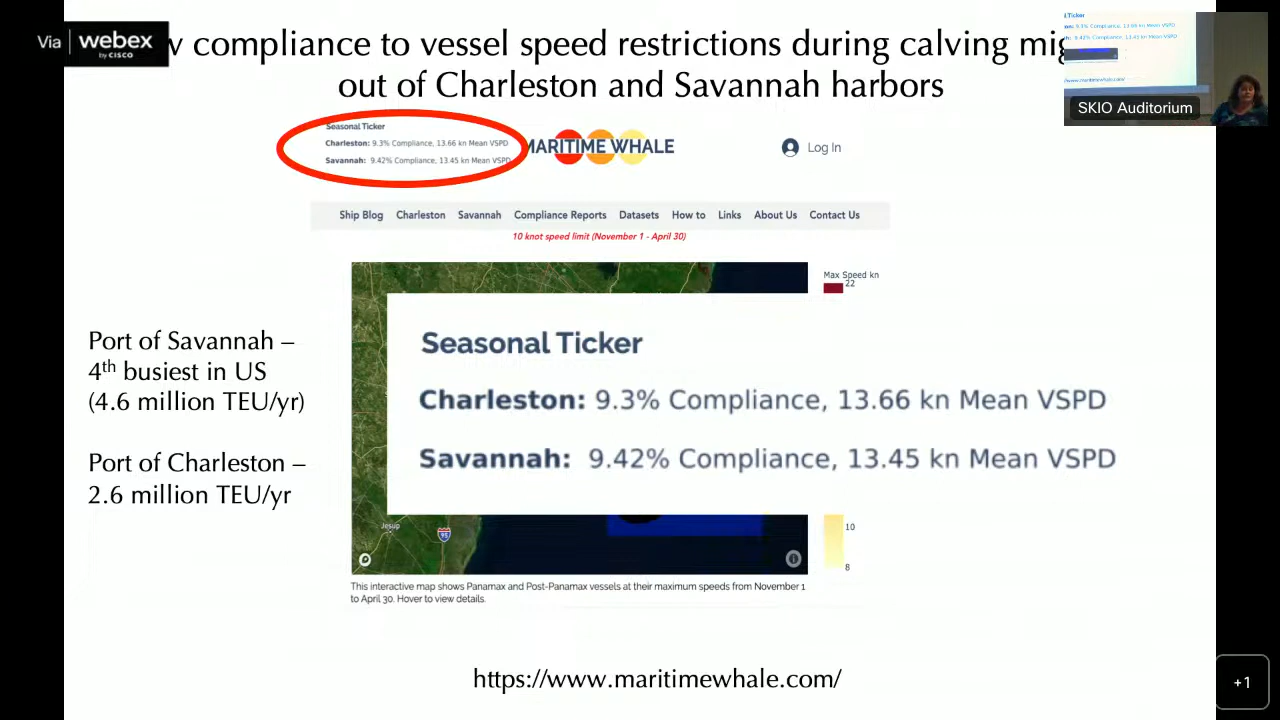 Via webex
by CISCO
compliance to vessel speed restrictions during calving
out of Charleston and Savannah harbors
SKIO Auditorium
Seasonal Ticker
Charleston: 9.3% Compliance, 13.66 kn Mean VSPD
Savannah: 9.42% Compliance, 13.45 kn Mean VSPD
MARITIME WHALE
Log In
Ship Blog Charleston Savannah Compliance Reports Datasets How to Links About Us Contact Us
10 knot speed limit (November 1 - April 30)
Max Speed kn
22
Port of Savannah –
4th busiest in US
(4.6 million TEU/yr)
Port of Charleston –
2.6 million TEU/yr
Seasonal Ticker
Charleston: 9.3% Compliance, 13.66 kn Mean VSPD
Savannah: 9.42% Compliance, 13.45 kn Mean VSPD
Jesup
95
10
8
This interactive map shows Panamax and Post-Panamax vessels at their maximum speeds from November 1
to April 30. Hover to view details.
https://www.maritimewhale.com/
+1